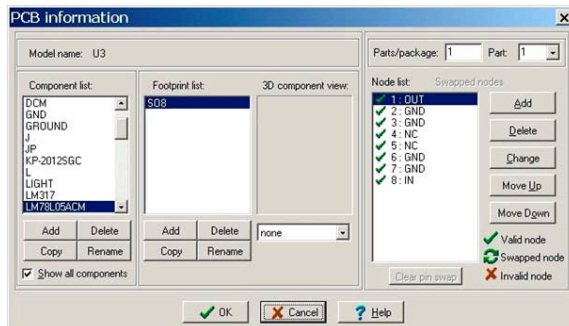 PCB information
Model name: U3
Parts/package: 1 Part: 1
Component list:
DCM
GND
GROUND
J
JP
KP-2012SGC
L
LIGHT
LM317
LM78L05ACM
Add Delete
Copy Rename
Show all components
Footprint list:
SO8
Add Delete
Copy Rename
3D component view:
none
Node list: Swapped nodes
1 : OUT
2 : GND
3 : GND
4 : NC
5 : NC
6 : GND
7 : GND
8 : IN
Add
Delete
Change
Move Up
Move Down
Valid node
Swapped node
Invalid node
Clear pin swap
OK Cancel Help